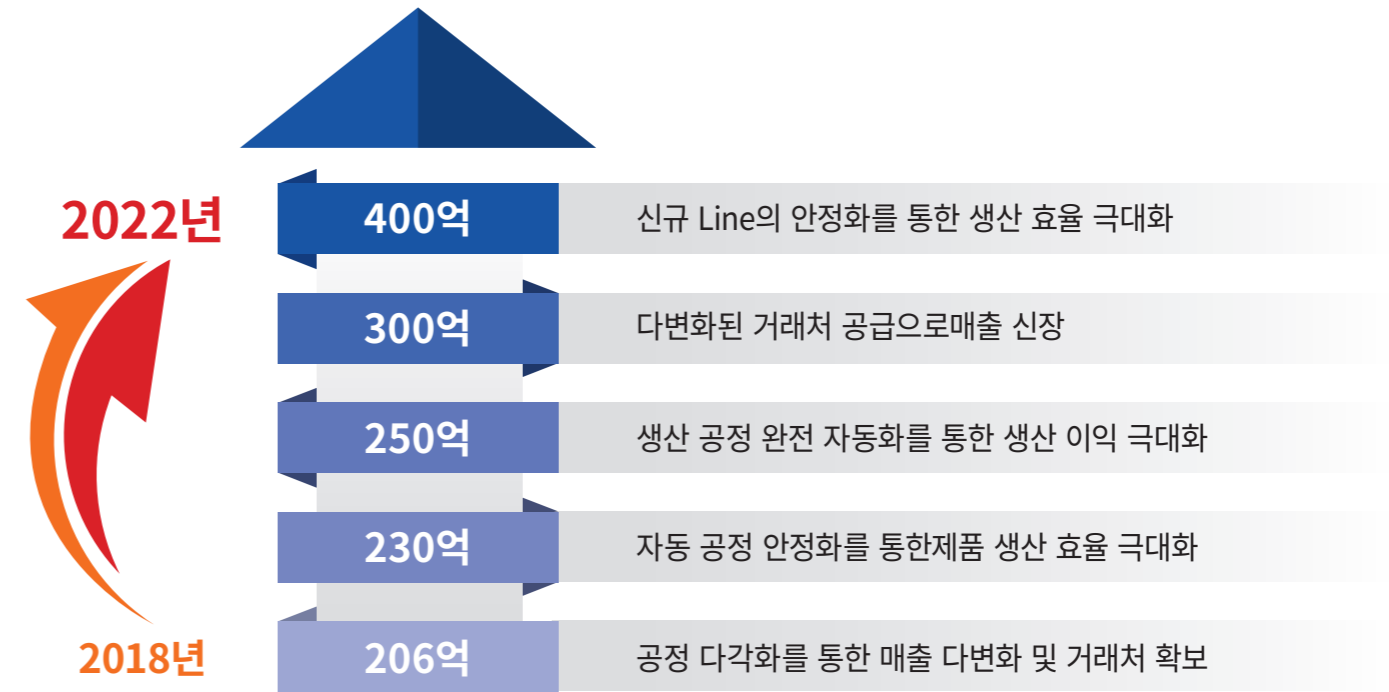 2022년
400억 신규 Line의 안정화를 통한 생산 효율 극대화
300억 다변화된 거래처 공급으로매출 신장
250억 생산 공정 완전 자동화를 통한 생산 이익 극대화
230억 자동 공정 안정화를 통한제품 생산 효율 극대화
2018년
206억 공정 다각화를 통한 매출 다변화 및 거래처 확보